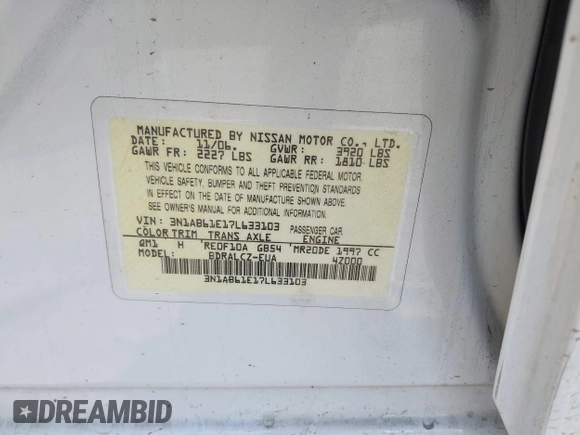 MANUFACTURED BY NISSAN MOTOR CO., LTD.
DATE: 11/06. GVWR: 3920 LBS
GAWR FR: 2227 LBS GAWR RR: 1810 LBS
THIS VEHICLE CONFORMS TO ALL APPLICABLE FEDERAL MOTOR
VEHICLE SAFETY, BUMPER AND THEFT PREVENTION STANDARDS
IN EFFECT ON THE DATE OF MANUFACTURE SHOWN ABOVE.
SEE OWNER'S MANUAL FOR ADDITIONAL INFORMATION.
VIN: 3N1AB61E17L633103 PASSENGER CAR
COLOR TRIM TRANS AXLE ENGINE
QM1 H RE0F10A GB54 MR20DE 1997 CC
MODEL: BDRALCZ-EUA 4Z000
3N1AB61E17L633103
DREAMBID